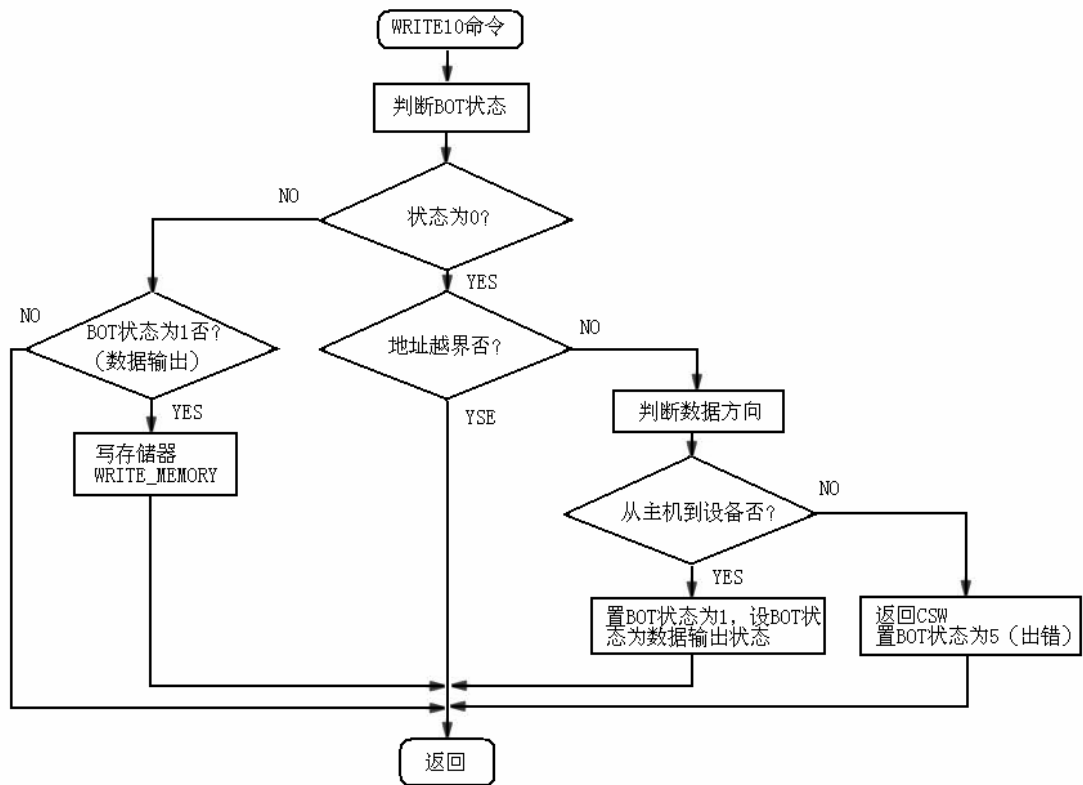 WRITE10命令
判断BOT状态
状态为0?
NO
YES
BOT状态为1否?
(数据输出)
NO
YES
地址越界否?
NO
YSE
判断数据方向
写存储器
WRITE_MEMORY
从主机到设备否?
NO
YES
置BOT状态为1，设BOT状
态为数据输出状态
返回CSW
置BOT状态为5（出错）
返回